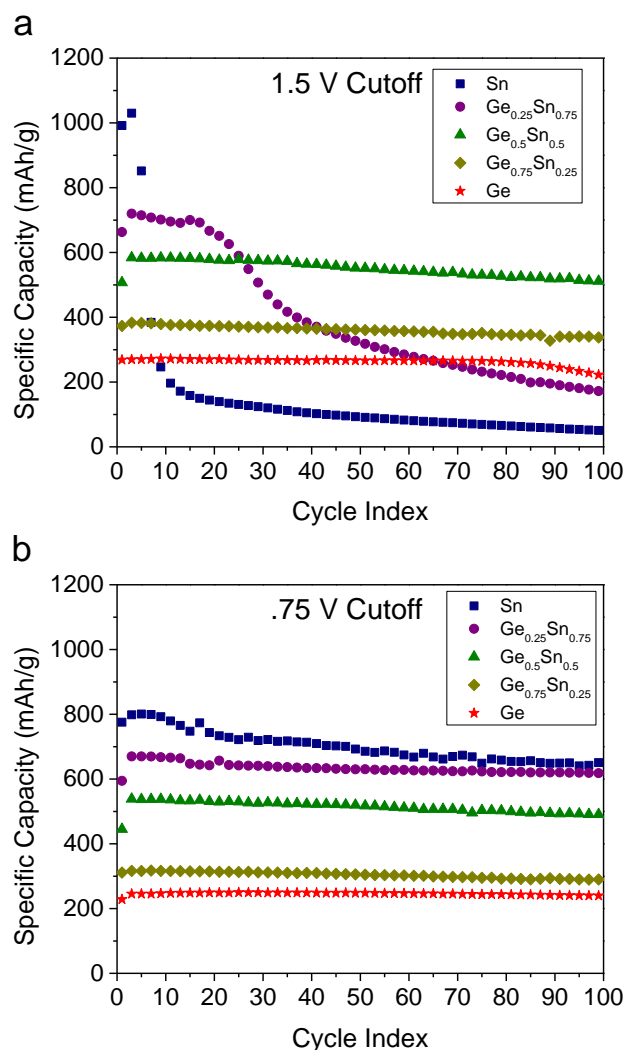 a
1.5 V Cutoff
Sn
Ge0.25Sn0.75
Ge0.5Sn0.5
Ge0.75Sn0.25
Ge
Specific Capacity (mAh/g)
1200
1000
800
600
400
200
0
0 10 20 30 40 50 60 70 80 90 100
Cycle Index
b
.75 V Cutoff
Sn
Ge0.25Sn0.75
Ge0.5Sn0.5
Ge0.75Sn0.25
Ge
Specific Capacity (mAh/g)
1200
1000
800
600
400
200
0
0 10 20 30 40 50 60 70 80 90 100
Cycle Index